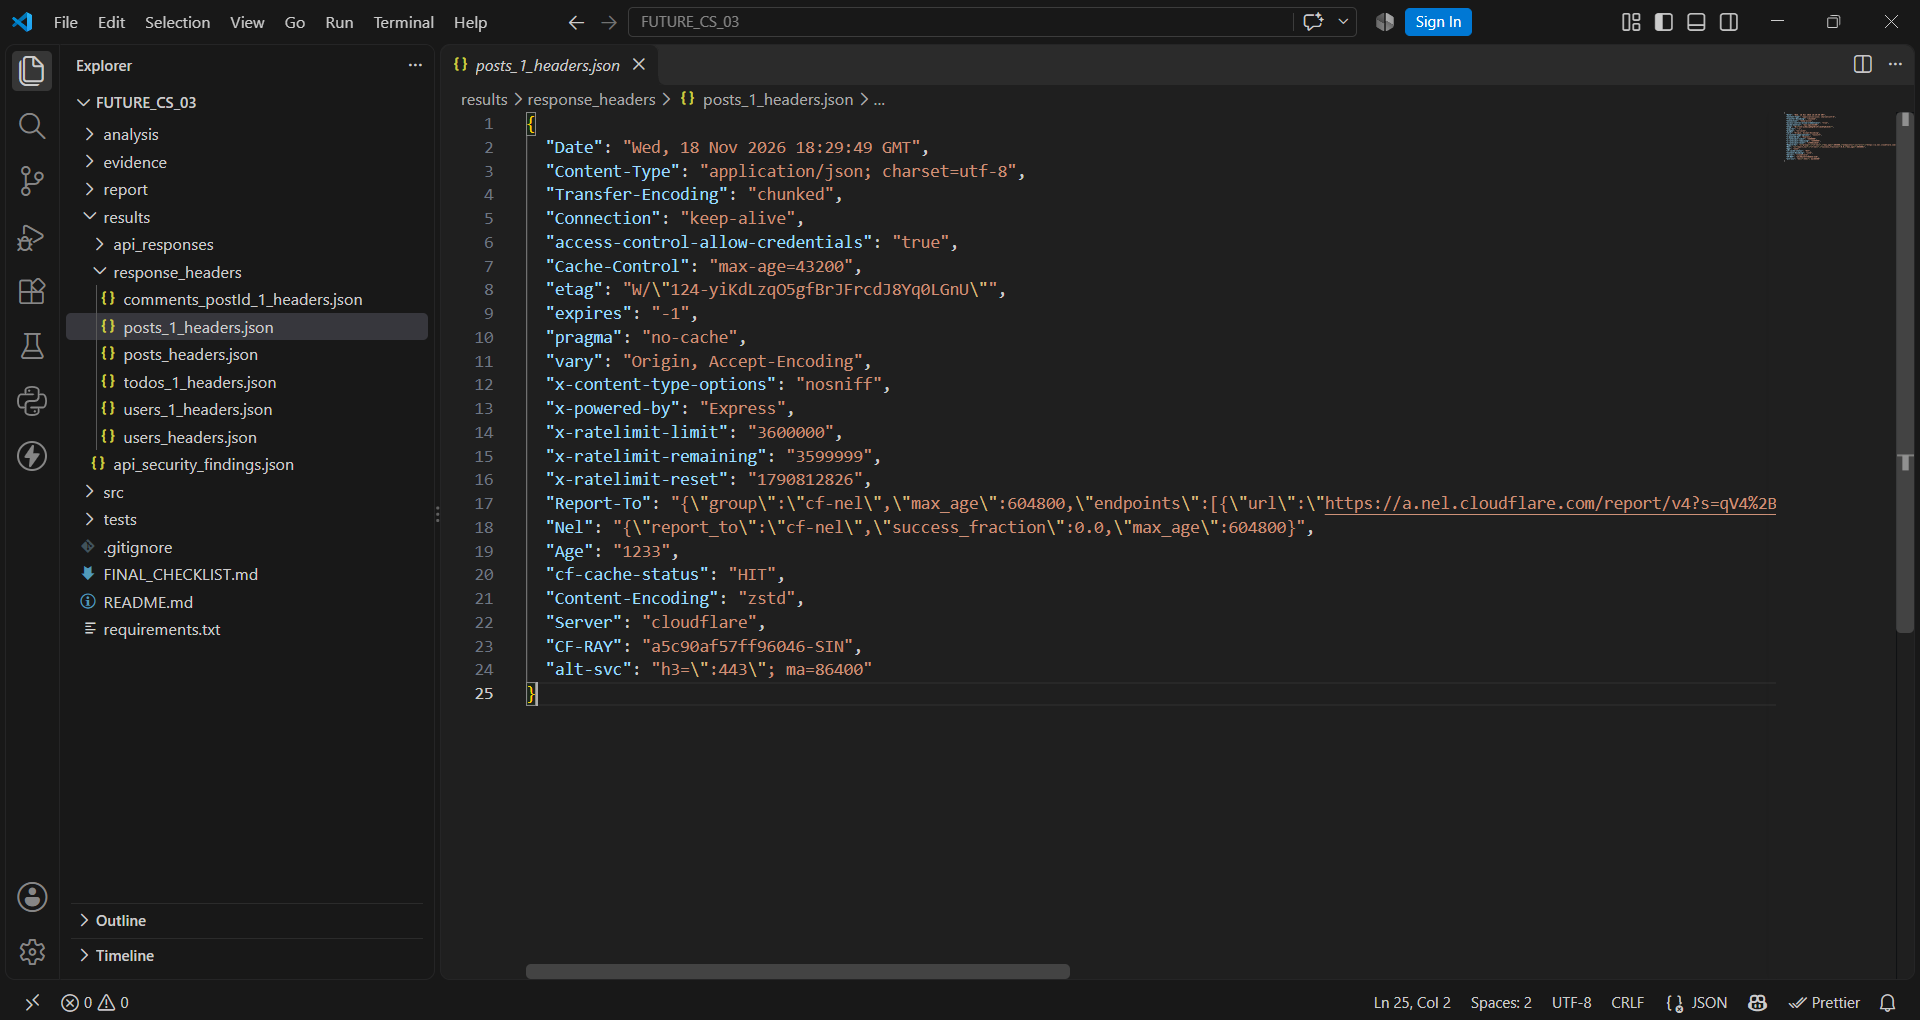 File Edit Selection View Go Run Terminal Help
FUTURE_CS_03
Sign In
Explorer
FUTURE_CS_03
analysis
evidence
report
results
api_responses
response_headers
comments_postId_1_headers.json
posts_1_headers.json
posts_headers.json
todos_1_headers.json
users_1_headers.json
users_headers.json
api_security_findings.json
src
tests
.gitignore
FINAL_CHECKLIST.md
README.md
requirements.txt
Outline
Timeline
posts_1_headers.json
results > response_headers > {} posts_1_headers.json > ...
1 {
2 "Date": "Wed, 18 Nov 2026 18:29:49 GMT",
3 "Content-Type": "application/json; charset=utf-8",
4 "Transfer-Encoding": "chunked",
5 "Connection": "keep-alive",
6 "access-control-allow-credentials": "true",
7 "Cache-Control": "max-age=43200",
8 "etag": "W/\"124-yiKdLzqO5gfBrJFrcdJ8Yq0LGnU\"",
9 "expires": "-1",
10 "pragma": "no-cache",
11 "vary": "Origin, Accept-Encoding",
12 "x-content-type-options": "nosniff",
13 "x-powered-by": "Express",
14 "x-ratelimit-limit": "3600000",
15 "x-ratelimit-remaining": "3599999",
16 "x-ratelimit-reset": "1790812826",
17 "Report-To": "{\"group\":\"cf-nel\",\"max_age\":604800,\"endpoints\":[{\"url\":\"https://a.nel.cloudflare.com/report/v4?s=qV4%2B
18 "Nel": "{\"report_to\":\"cf-nel\",\"success_fraction\":0.0,\"max_age\":604800}",
19 "Age": "1233",
20 "cf-cache-status": "HIT",
21 "Content-Encoding": "zstd",
22 "Server": "cloudflare",
23 "CF-RAY": "a5c90af57ff96046-SIN",
24 "alt-svc": "h3=\":443\"; ma=86400"
25 }
0 0
Ln 25, Col 2 Spaces: 2 UTF-8 CRLF {} JSON Prettier